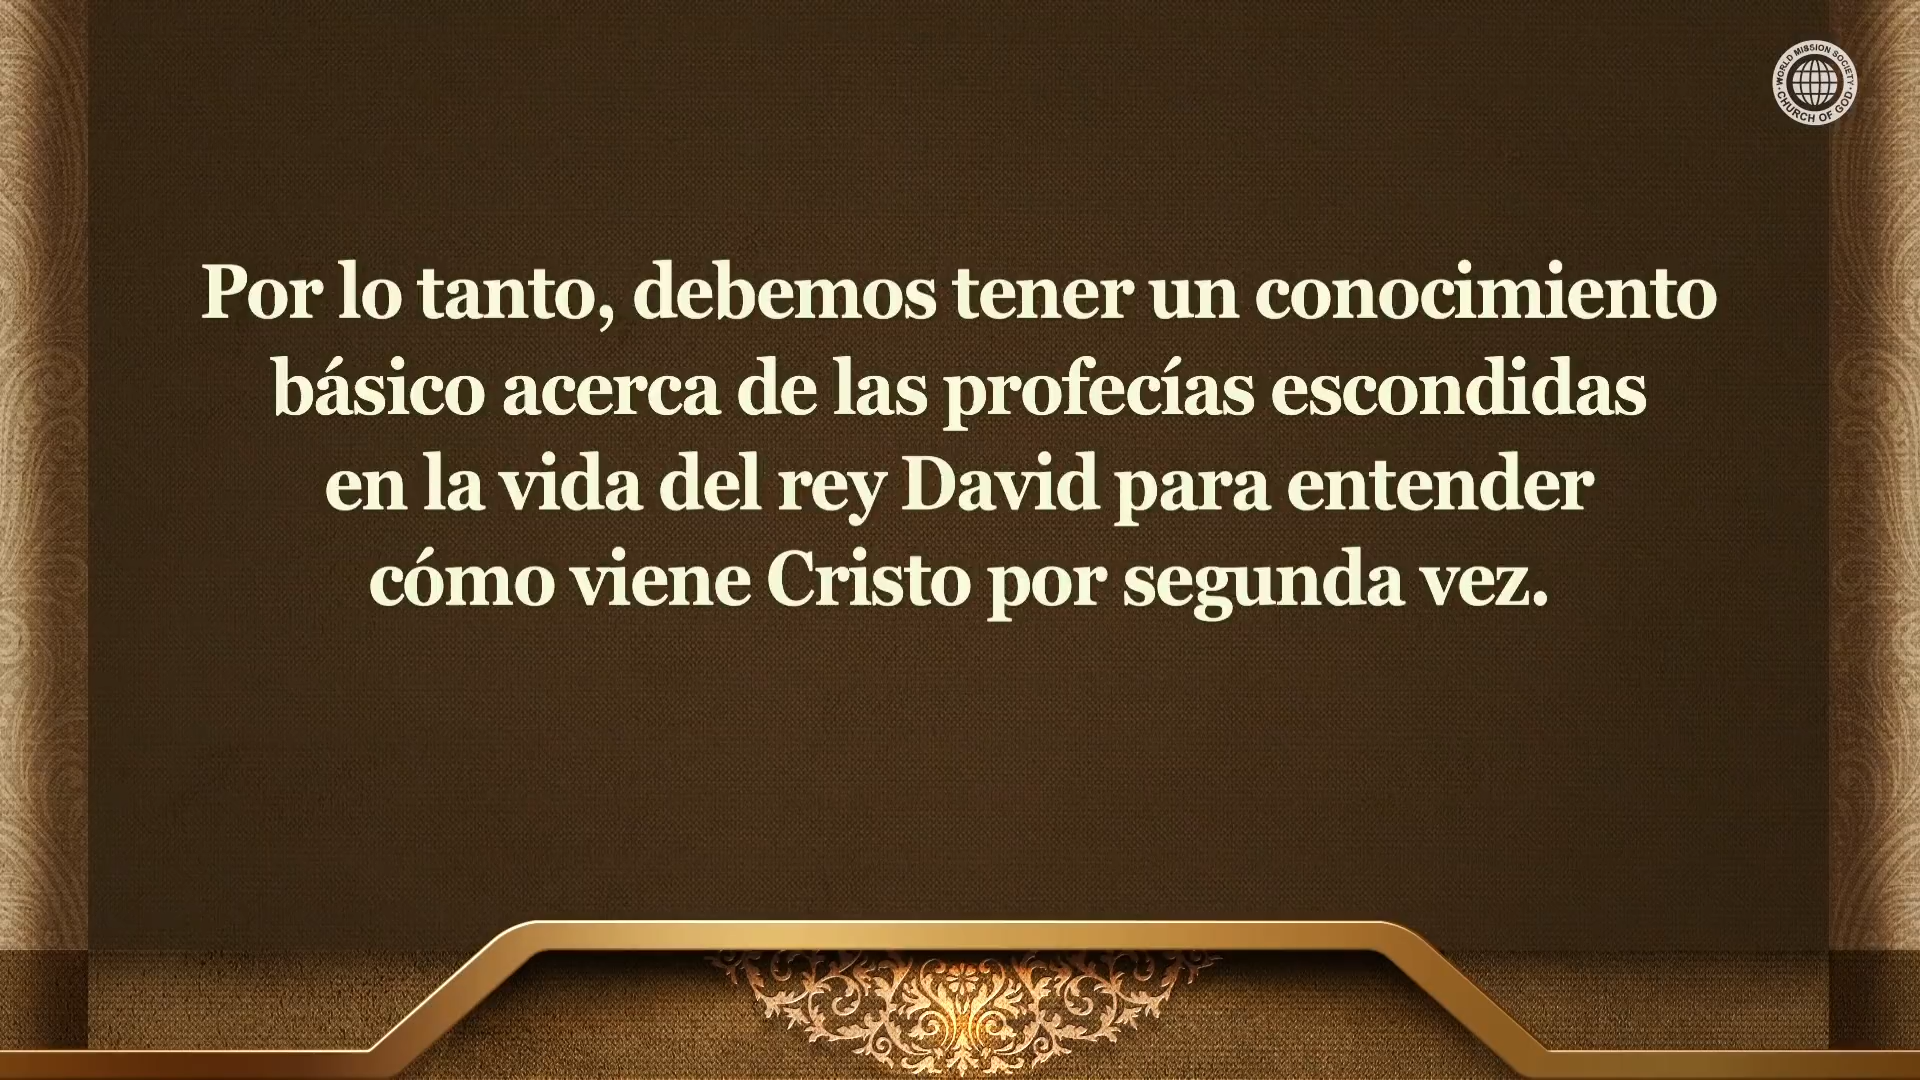 WORLD MISSION SOCIETY
CHURCH OF GOD
Por lo tanto, debemos tener un conocimiento
básico acerca de las profecías escondidas
en la vida del rey David para entender
cómo viene Cristo por segunda vez.